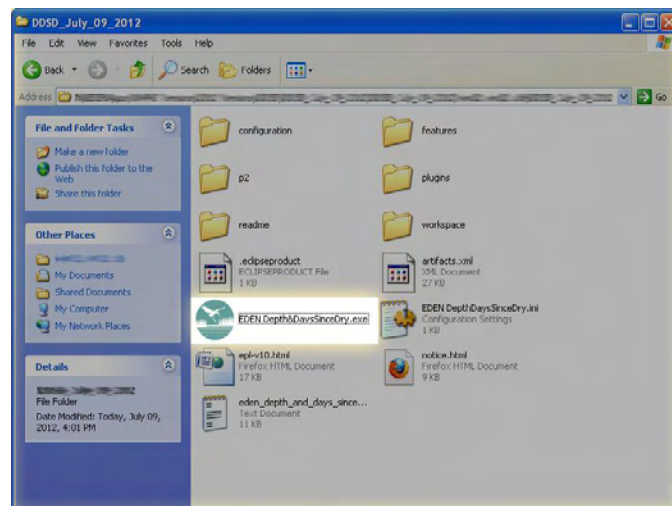 DDSD_July_09_2012
File Edit View Favorites Tools Help
Back Search Folders
Address Go
File and Folder Tasks
Make a new folder
Publish this folder to the
Web
Share this folder
Other Places
My Documents
Shared Documents
My Computer
My Network Places
Details
File Folder
Date Modified: Today, July 09,
2012, 4:01 PM
configuration
features
p2
plugins
readme
workspace
.eclipseproduct
ECLIPSEPRODUCT File
1 KB
artifacts.xml
XML Document
27 KB
EDEN Depth&DaysSinceDry.exe
EDEN DepthDaysSinceDry.ini
Configuration Settings
1 KB
epl-v10.html
Firefox HTML Document
17 KB
notice.html
Firefox HTML Document
9 KB
eden_depth_and_days_since...
Text Document
11 KB